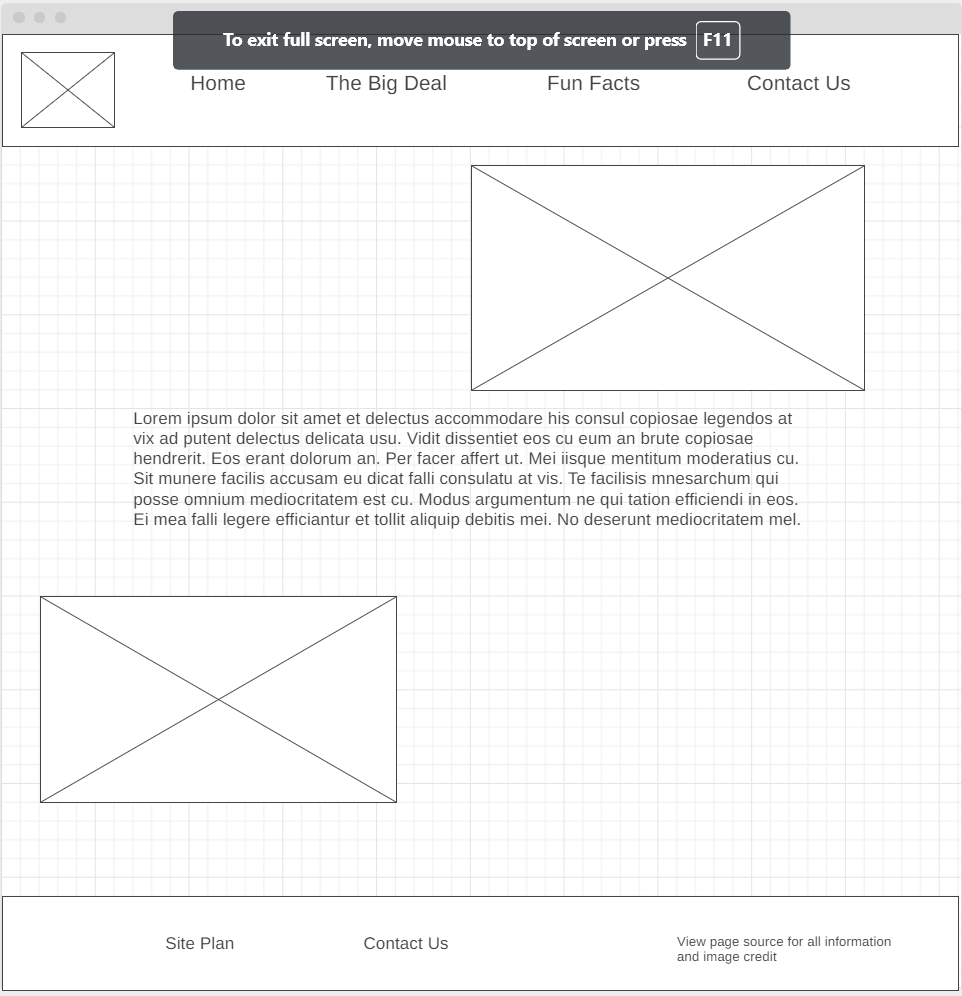 To exit full screen, move mouse to top of screen or press F11
Home The Big Deal Fun Facts Contact Us
Lorem ipsum dolor sit amet et delectus accommodare his consul copiosae legendos at
vix ad putent delectus delicata usu. Vidit dissentiet eos cu eum an brute copiosae
hendrerit. Eos erant dolorum an. Per facer affert ut. Mei iisque mentitum moderatius cu.
Sit munere facilis accusam eu dicat falli consulatu at vis. Te facilisis mnesarchum qui
posse omnium mediocritatem est cu. Modus argumentum ne qui tation efficiendi in eos.
Ei mea falli legere efficiantur et tollit aliquip debitis mei. No deserunt mediocritatem mel.
Site Plan Contact Us
View page source for all information
and image credit